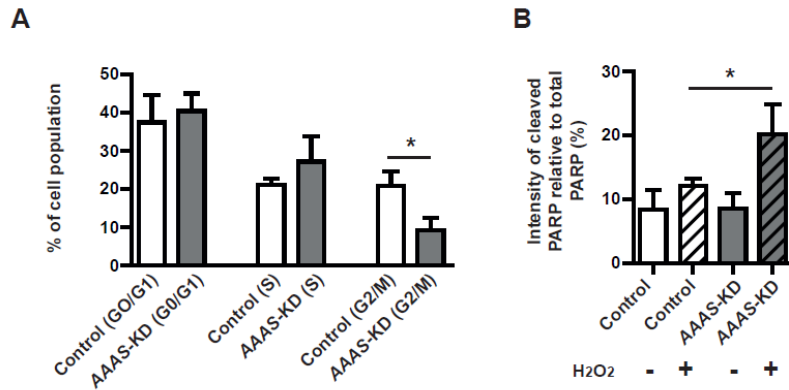 A
% of cell population
50
40
30
20
10
0
Control (GO/G1)
AAAS-KD (G0/G1)
Control (S)
AAAS-KD (S)
Control (G2/M)
AAAS-KD (G2/M)
*
B
Intensity of cleaved
PARP relative to total
PARP (%)
30
20
10
0
*
Control
Control
AAAS-KD
AAAS-KD
H2O2 - + - +